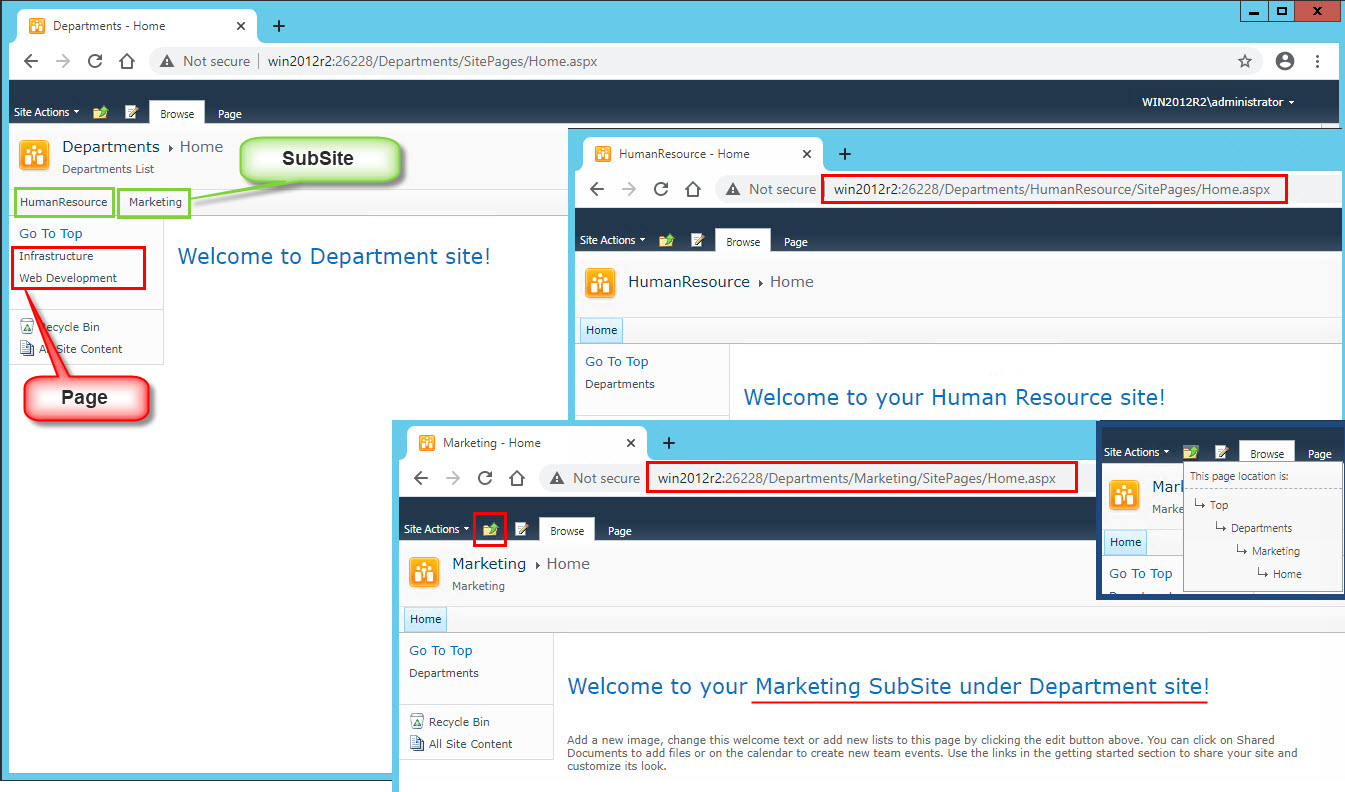 Departments - Home
Not secure | win2012r2:26228/Departments/SitePages/Home.aspx
Site Actions
Browse
Page
WIN2012R2\administrator
Departments ▸ Home
Departments List
SubSite
HumanResource
Marketing
Go To Top
Infrastructure
Web Development
Recycle Bin
All Site Content
Page
Welcome to Department site!
HumanResource - Home
Not secure
win2012r2:26228/Departments/HumanResource/SitePages/Home.aspx
Site Actions
Browse
Page
HumanResource ▸ Home
Home
Go To Top
Departments
Welcome to your Human Resource site!
Marketing - Home
Not secure
win2012r2:26228/Departments/Marketing/SitePages/Home.aspx
Site Actions
Browse
Page
Marketing ▸ Home
Marketing
Home
Go To Top
Departments
Recycle Bin
All Site Content
Welcome to your Marketing SubSite under Department site!
Add a new image, change this welcome text or add new lists to this page by clicking the edit button above. You can click on Shared
Documents to add files or on the calendar to create new team events. Use the links in the getting started section to share your site and
customize its look.
Site Actions
Browse
Page
Mark
Marke
Home
Go To Top
This page location is:
Top
Departments
Marketing
Home